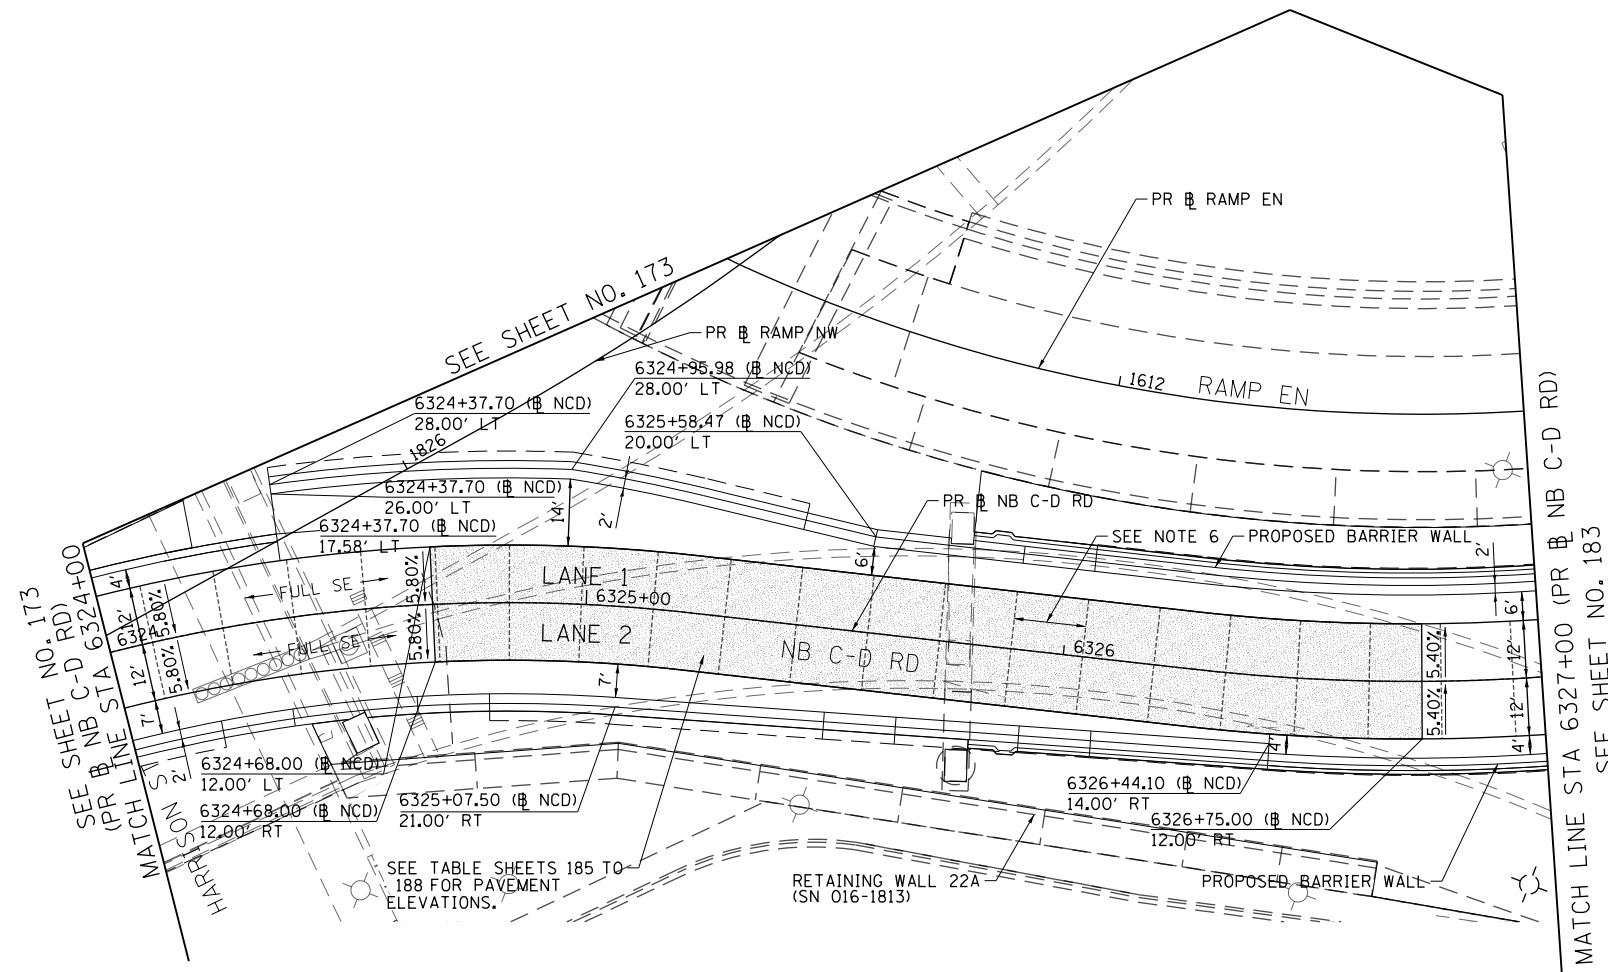 PR ⅊ RAMP EN
SEE SHEET NO. 173
PR ⅊ RAMP NW
6324+95.98 (⅊ NCD)
28.00' LT
1612
RAMP EN
6324+37.70 (⅊ NCD)
28.00' LT
6325+58.47 (⅊ NCD)
20.00' LT
1826
6324+37.70 (⅊ NCD)
26.00' LT
PR ⅊ NB C-D RD
6324+37.70 (⅊ NCD)
17.58' LT
14'
2'
SEE NOTE 6
PROPOSED BARRIER WALL
2'
6'
4'
12'
5.80%
FULL SE
5.80%
LANE 1
6325+00
6'
6324
FULL SE
5.80%
LANE 2
NB C-D RD
6326
5.40%
12'
12'
5.80%
7'
7'
5.40%
12'
4'
4'
2'
6324+68.00 (⅊ NCD)
12.00' LT
6324+68.00 (⅊ NCD)
12.00' RT
6325+07.50 (⅊ NCD)
21.00' RT
6326+44.10 (⅊ NCD)
14.00' RT
6326+75.00 (⅊ NCD)
12.00' RT
SEE TABLE SHEETS 185 TO
188 FOR PAVEMENT
ELEVATIONS.
RETAINING WALL 22A
(SN 016-1813)
PROPOSED BARRIER WALL
SEE SHEET NO. 173
(PR ⅊ NB C-D RD)
MATCH LINE STA 6324+00
HARRISON
MATCH LINE STA 6327+00 (PR ⅊ NB C-D RD)
SEE SHEET NO. 183